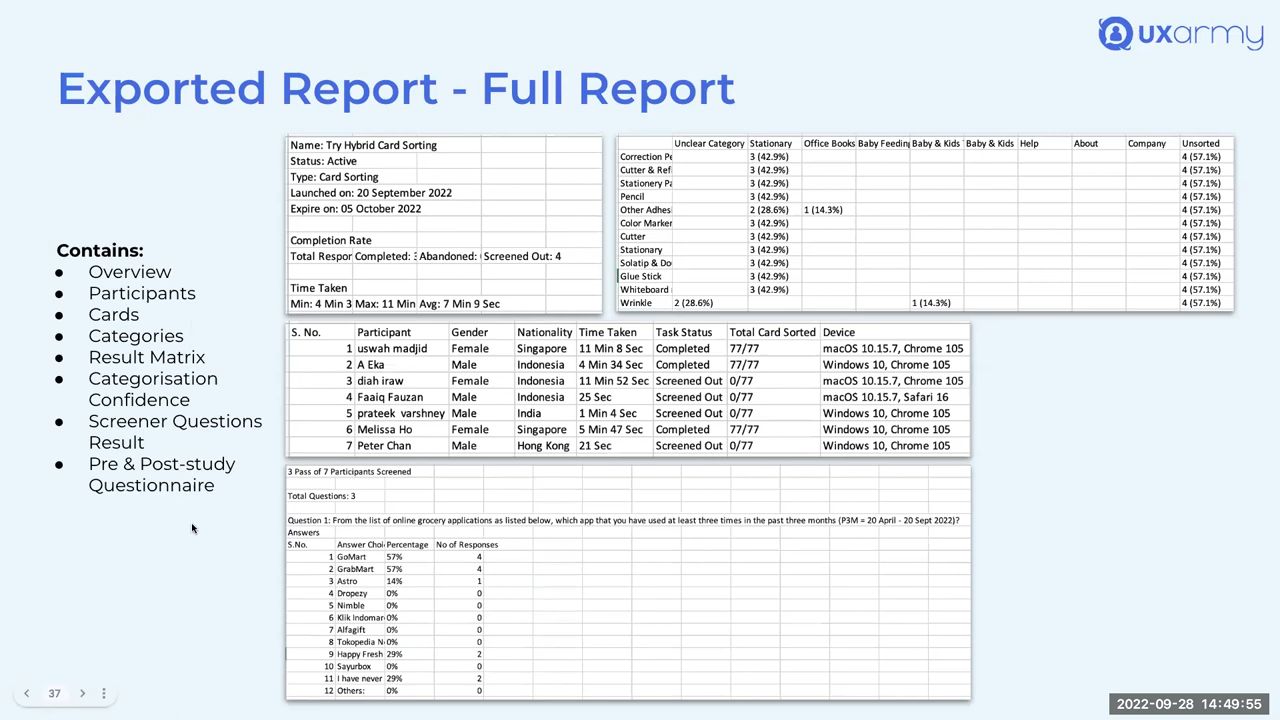 uxarmy
Exported Report - Full Report
Contains:
● Overview
● Participants
● Cards
● Categories
● Result Matrix
● Categorisation
Confidence
● Screener Questions
Result
● Pre & Post-study
Questionnaire
Name: Try Hybrid Card Sorting
Status: Active
Type: Card Sorting
Launched on: 20 September 2022
Expire on: 05 October 2022
Completion Rate
Total Respor Completed: Abandoned: Screened Out: 4
Time Taken
Min: 4 Min 3 Max: 11 Min Avg: 7 Min 9 Sec
Unclear Category Stationary Office Books Baby Feeding Baby & Kids Baby & Kids Help About Company Unsorted
Correction Pe 3 (42.9%) 4 (57.1%)
Cutter & Refi 3 (42.9%) 4 (57.1%)
Stationery Pa 3 (42.9%) 4 (57.1%)
Pencil 3 (42.9%) 4 (57.1%)
Other Adhes 2 (28.6%) 1 (14.3%) 4 (57.1%)
Color Marker 3 (42.9%) 4 (57.1%)
Cutter 3 (42.9%) 4 (57.1%)
Stationary 3 (42.9%) 4 (57.1%)
Solatip & Do 3 (42.9%) 4 (57.1%)
Glue Stick 3 (42.9%) 4 (57.1%)
Whiteboard 3 (42.9%) 4 (57.1%)
Wrinkle 2 (28.6%) 1 (14.3%) 4 (57.1%)
S. No. Participant Gender Nationality Time Taken Task Status Total Card Sorted Device
1 uswah madjid Female Singapore 11 Min 8 Sec Completed 77/77 macOS 10.15.7, Chrome 105
2 A Eka Male Indonesia 4 Min 34 Sec Completed 77/77 Windows 10, Chrome 105
3 diah iraw Female Indonesia 11 Min 52 Sec Screened Out 0/77 macOS 10.15.7, Chrome 105
4 Faaiq Fauzan Male Indonesia 25 Sec Screened Out 0/77 macOS 10.15.7, Safari 16
5 prateek varshney Male India 1 Min 4 Sec Screened Out 0/77 Windows 10, Chrome 105
6 Melissa Ho Female Singapore 5 Min 47 Sec Completed 77/77 Windows 10, Chrome 105
7 Peter Chan Male Hong Kong 21 Sec Screened Out 0/77 Windows 10, Chrome 105
3 Pass of 7 Participants Screened
Total Questions: 3
Question 1: From the list of online grocery applications as listed below, which app that you have used at least three times in the past three months (P3M = 20 April - 20 Sept 2022)?
Answers
S.No. Answer Choi Percentage No of Responses
1 GoMart 57% 4
2 GrabMart 57% 4
3 Astro 14% 1
4 Dropezy 0% 0
5 Nimble 0% 0
6 Klik Indomar 0% 0
7 Alfagift 0% 0
8 Tokopedia N 0% 0
9 Happy Fresh 29% 2
10 Sayurbox 0% 0
11 I have never 29% 2
12 Others: 0% 0
37
2022-09-28 14:49:55